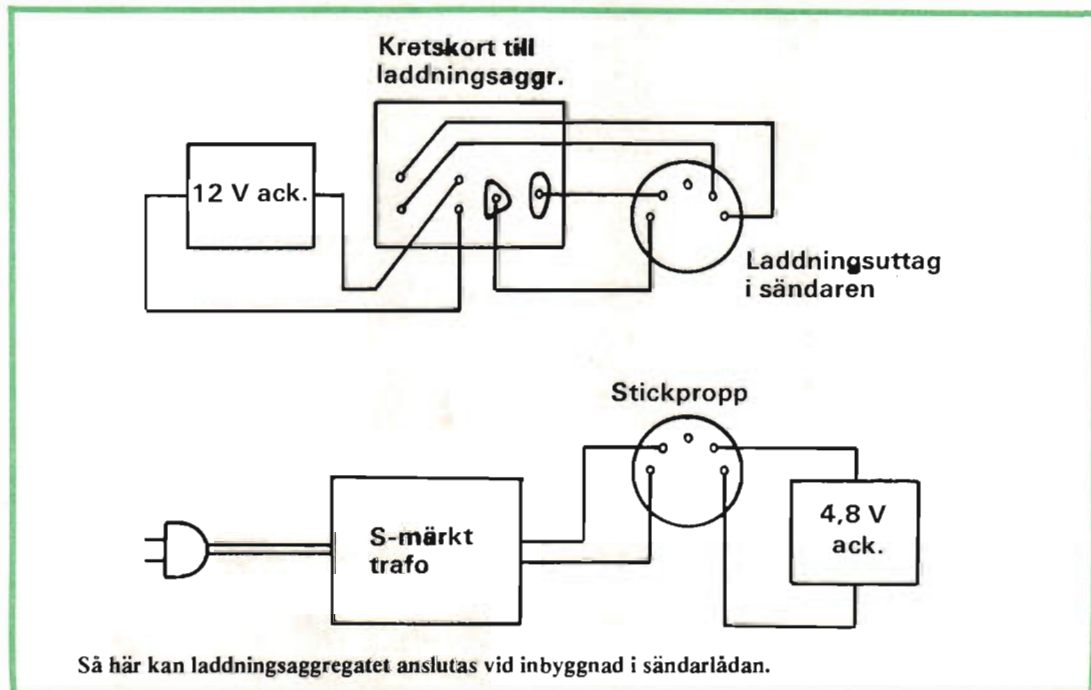 Kretskort till
laddningsaggr.
12 V ack.
Laddningsuttag
i sändaren
Stickpropp
S-märkt
trafo
4,8 V
ack.
Så här kan laddningsaggregatet anslutas vid inbyggnad i sändarlådan.